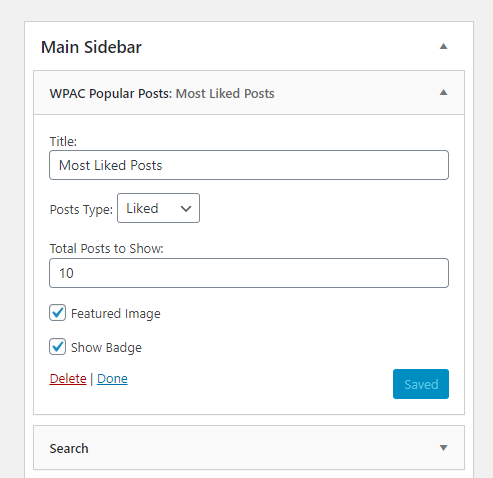 Main Sidebar
WPAC Popular Posts: Most Liked Posts
Title:
Most Liked Posts
Posts Type: Liked
Total Posts to Show:
10
Featured Image
Show Badge
Delete | Done Saved
Search